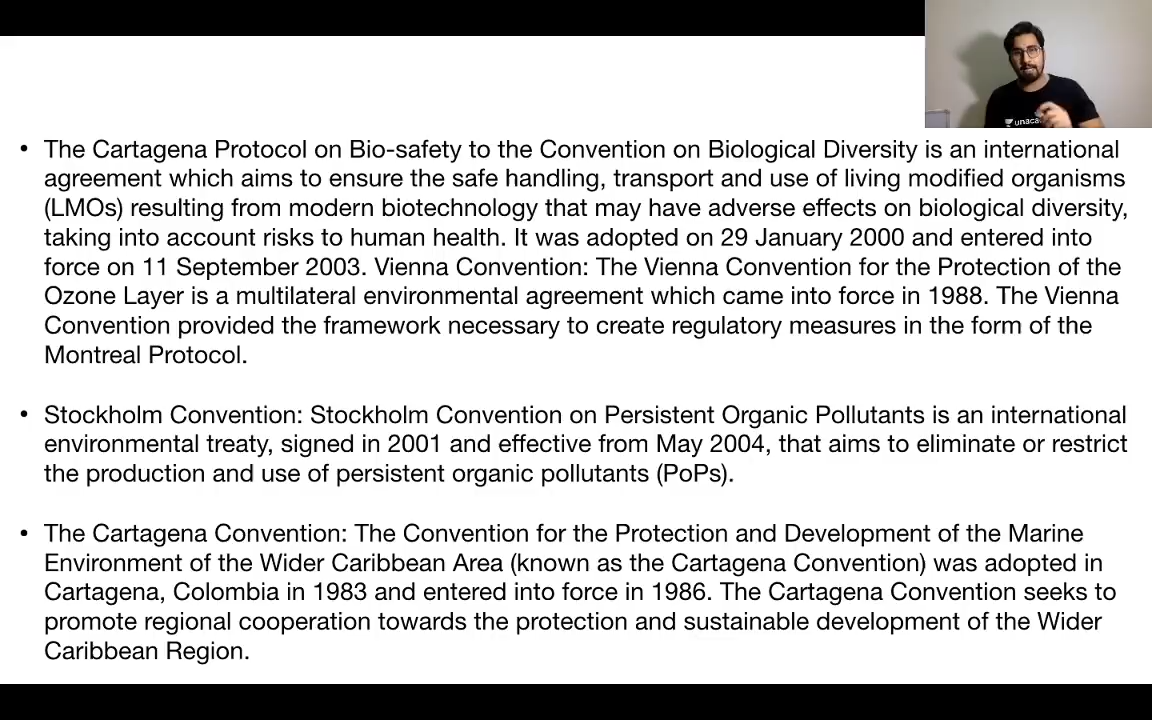 • The Cartagena Protocol on Bio-safety to the Convention on Biological Diversity is an international
agreement which aims to ensure the safe handling, transport and use of living modified organisms
(LMOs) resulting from modern biotechnology that may have adverse effects on biological diversity,
taking into account risks to human health. It was adopted on 29 January 2000 and entered into
force on 11 September 2003. Vienna Convention: The Vienna Convention for the Protection of the
Ozone Layer is a multilateral environmental agreement which came into force in 1988. The Vienna
Convention provided the framework necessary to create regulatory measures in the form of the
Montreal Protocol.
• Stockholm Convention: Stockholm Convention on Persistent Organic Pollutants is an international
environmental treaty, signed in 2001 and effective from May 2004, that aims to eliminate or restrict
the production and use of persistent organic pollutants (PoPs).
• The Cartagena Convention: The Convention for the Protection and Development of the Marine
Environment of the Wider Caribbean Area (known as the Cartagena Convention) was adopted in
Cartagena, Colombia in 1983 and entered into force in 1986. The Cartagena Convention seeks to
promote regional cooperation towards the protection and sustainable development of the Wider
Caribbean Region.